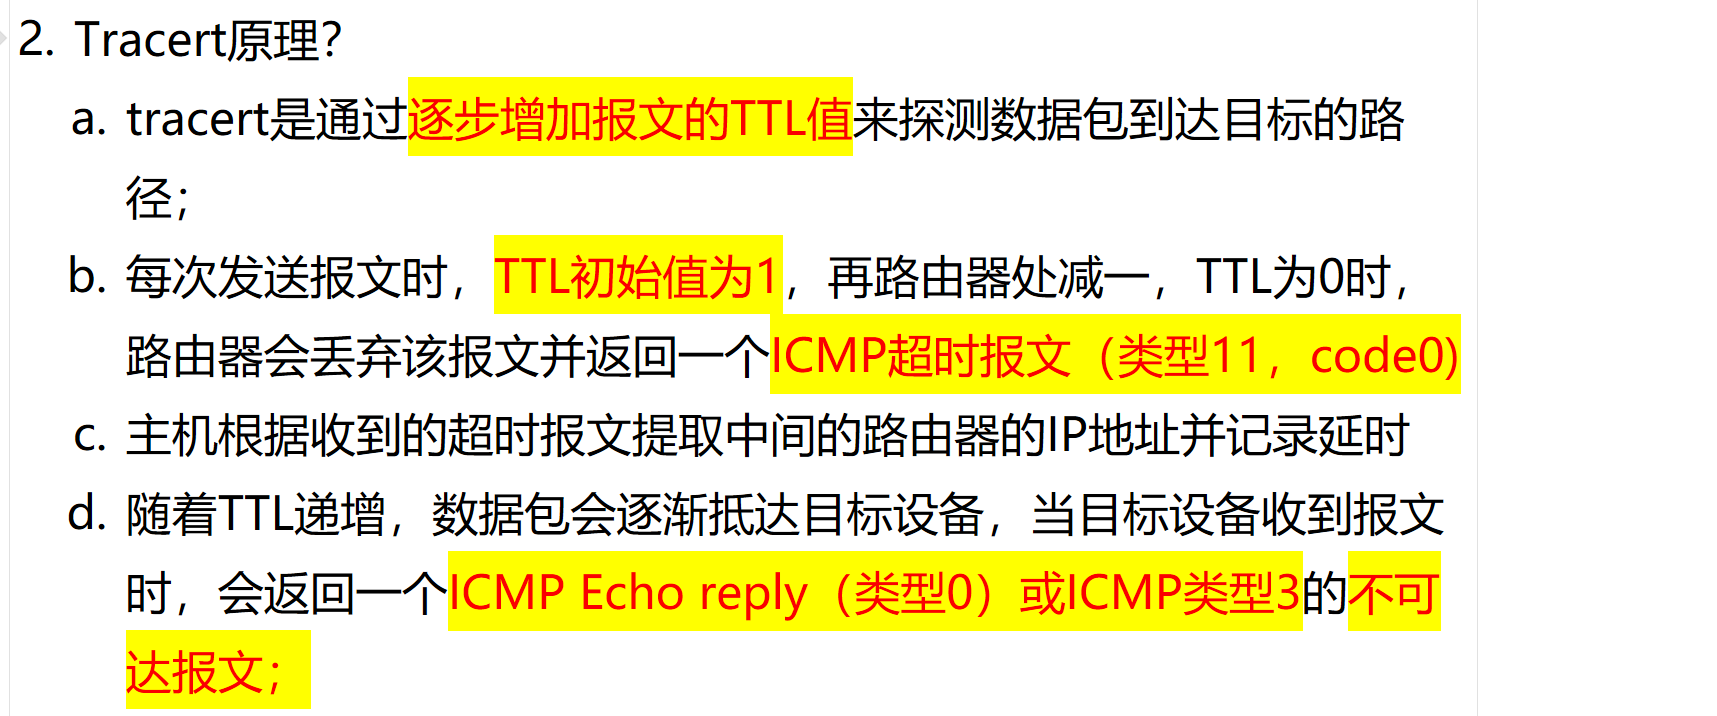 2. Tracert原理？
a. tracert是通过逐步增加报文的TTL值来探测数据包到达目标的路
径；
b. 每次发送报文时，TTL初始值为1，再路由器处减一，TTL为0时，
路由器会丢弃该报文并返回一个ICMP超时报文（类型11，code0)
c. 主机根据收到的超时报文提取中间的路由器的IP地址并记录延时
d. 随着TTL递增，数据包会逐渐抵达目标设备，当目标设备收到报文
时，会返回一个ICMP Echo reply（类型0）或ICMP类型3的不可
达报文；